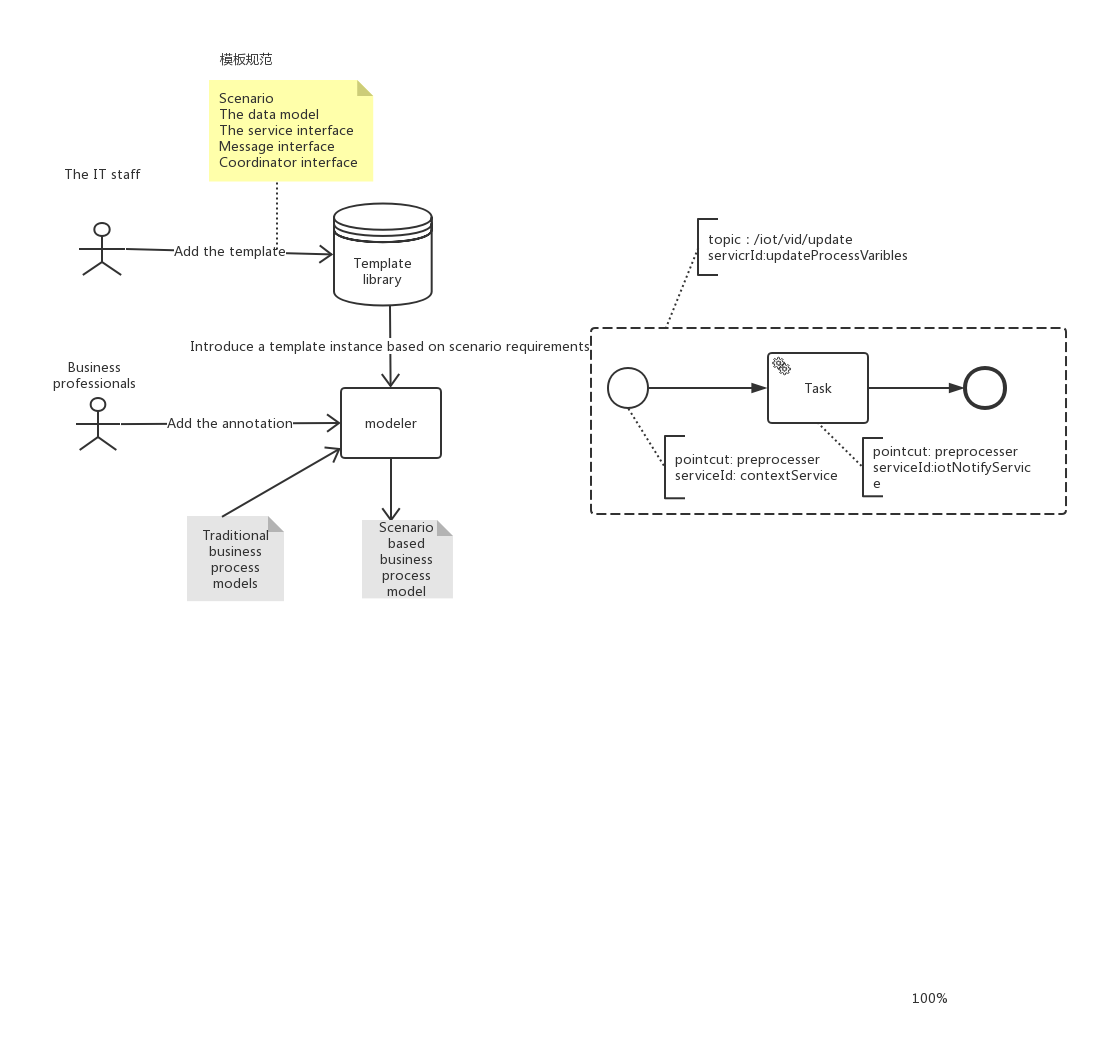 模板规范
Scenario
The data model
The service interface
Message interface
Coordinator interface
The IT staff
Add the template
Template
library
Introduce a template instance based on scenario requirements
Business
professionals
Add the annotation
modeler
Traditional
business
process
models
Scenario
based
business
process
model
topic：/iot/vid/update
servicrId:updateProcessVaribles
Task
pointcut: preprocesser
serviceId: contextService
pointcut: preprocesser
serviceId:iotNotifyServic
e
100%